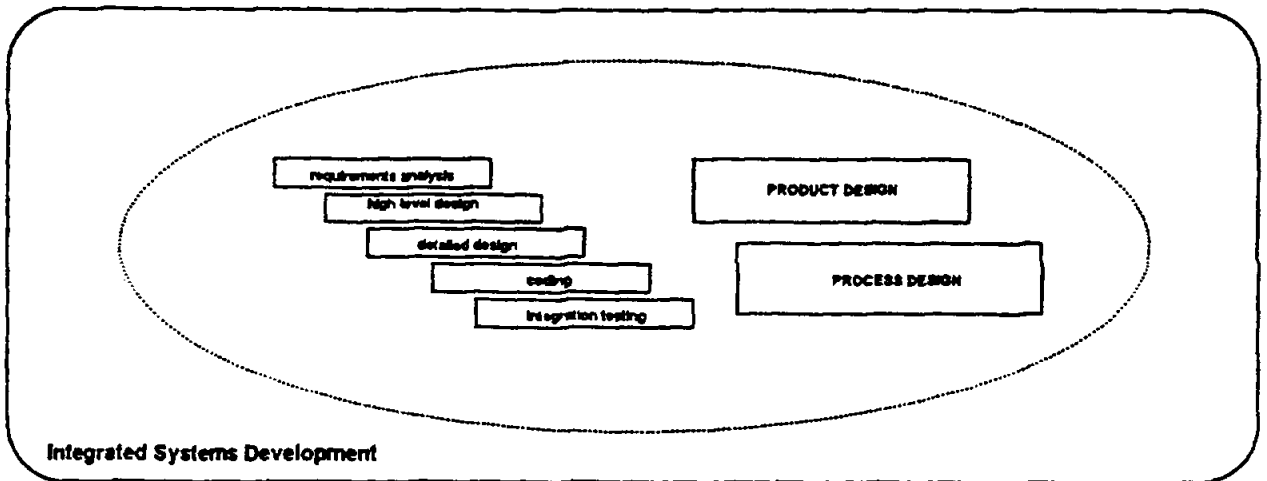 requirements analysis
high level design
detailed design
coding
integration testing
PRODUCT DESIGN
PROCESS DESIGN
Integrated Systems Development